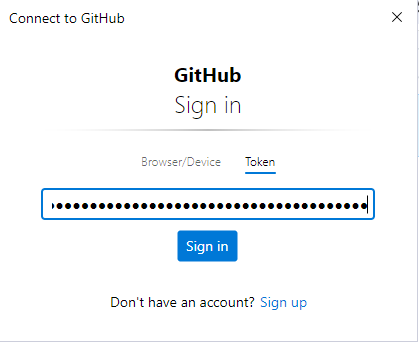 Connect to GitHub
GitHub
Sign in
Browser/Device Token
Sign in
Don't have an account? Sign up